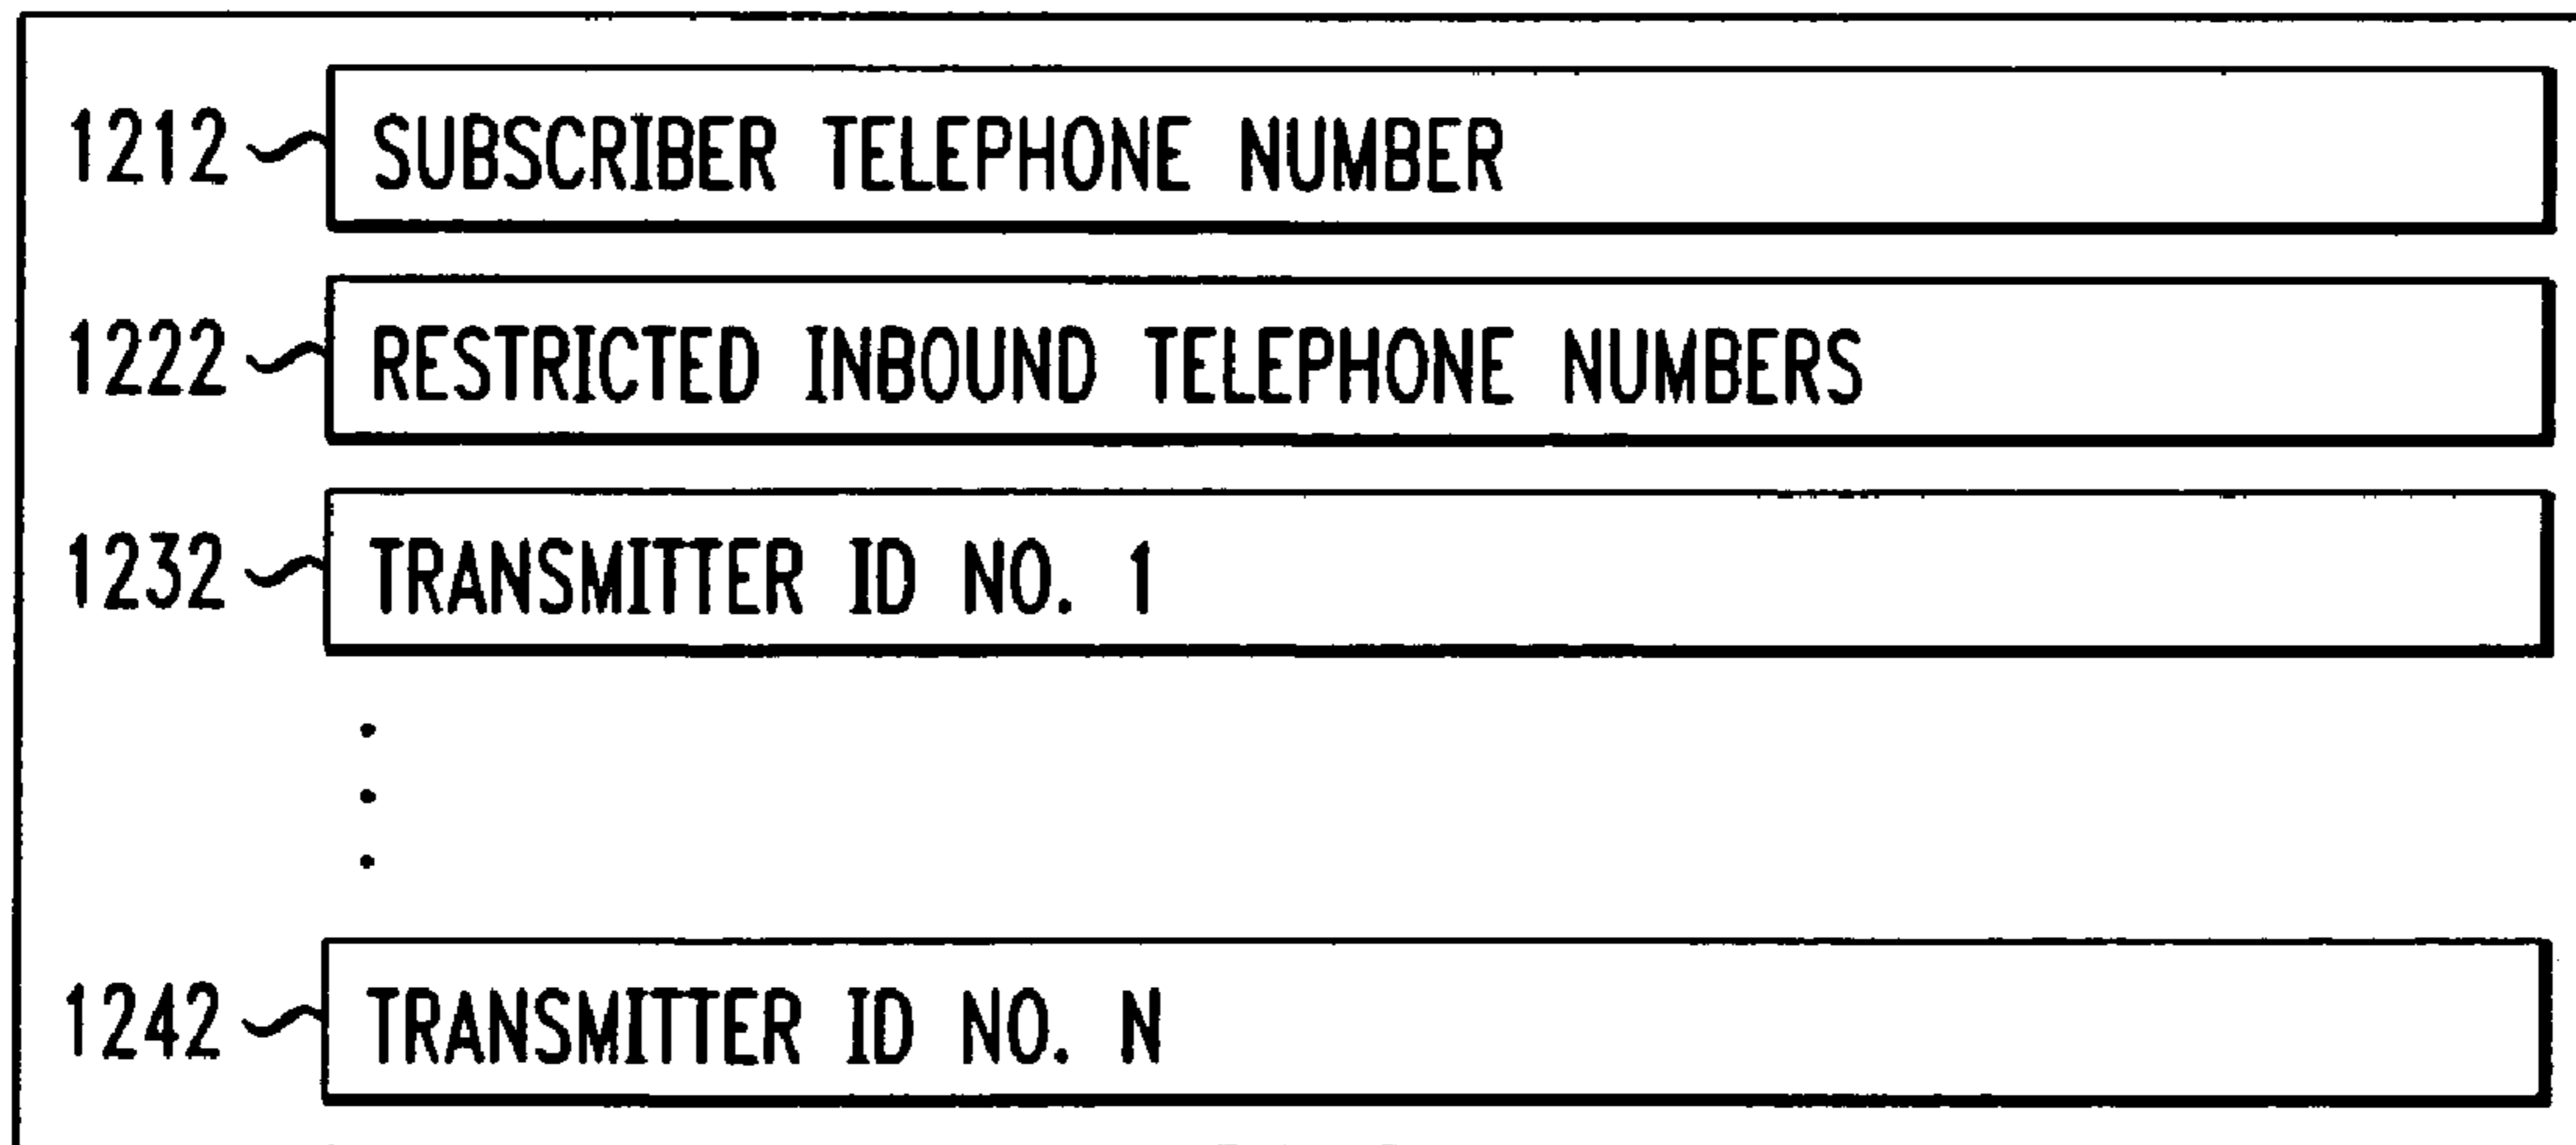 1212 SUBSCRIBER TELEPHONE NUMBER
1222 RESTRICTED INBOUND TELEPHONE NUMBERS
1232 TRANSMITTER ID NO. 1
1242 TRANSMITTER ID NO. N